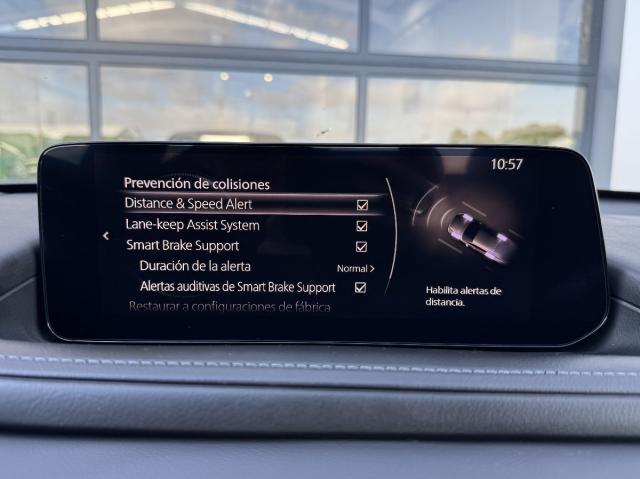 10:57
Prevención de colisiones
Distance & Speed Alert
Lane-keep Assist System
Smart Brake Support
Duración de la alerta Normal
Alertas auditivas de Smart Brake Support
Restaurar a configuraciones de fábrica
Habilita alertas de
distancia.